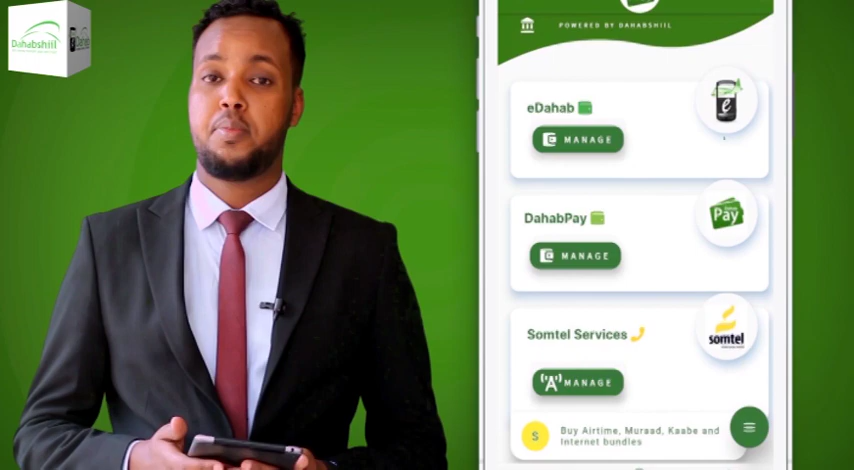 Dahabshiil
POWERED BY DAHABSHIIL
eDahab
e
MANAGE
DahabPay
Pay
MANAGE
Somtel Services
somtel
MANAGE
S
Buy Airtime, Muraad, Kaabe and
Internet bundles